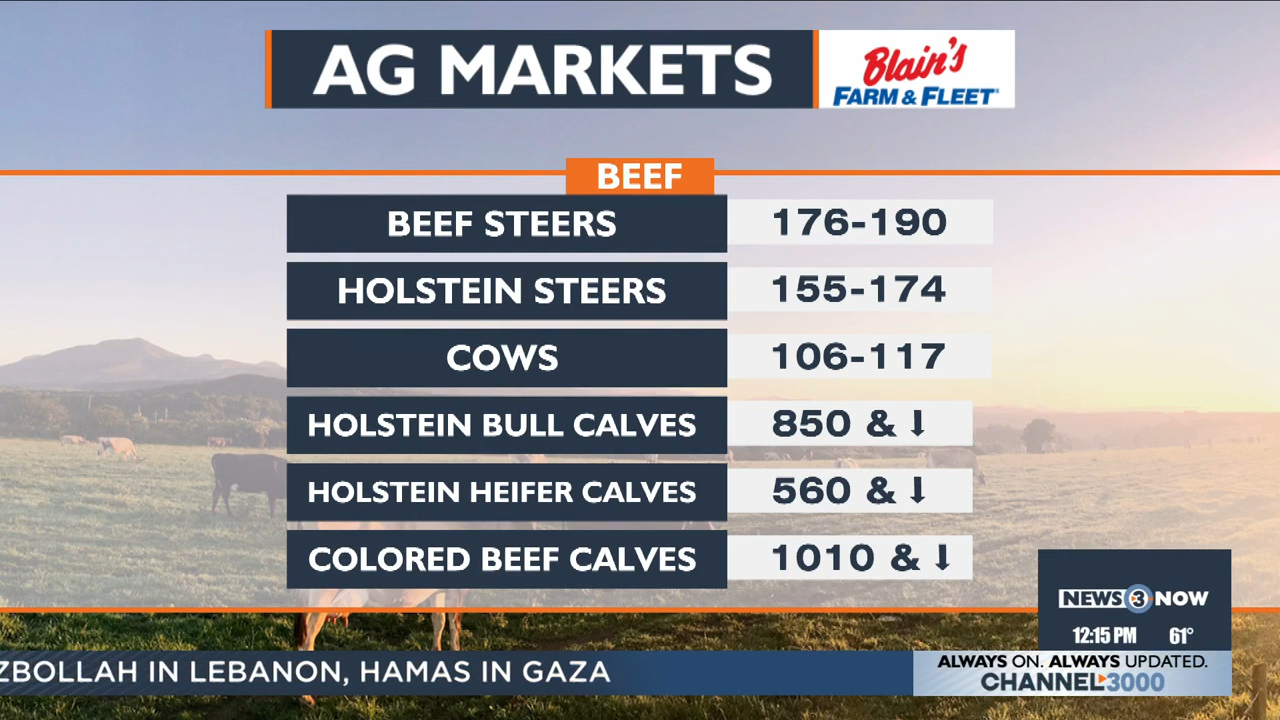 AG MARKETS
Blain's
FARM & FLEET
BEEF
BEEF STEERS 176-190
HOLSTEIN STEERS 155-174
COWS 106-117
HOLSTEIN BULL CALVES 850 & ⬇
HOLSTEIN HEIFER CALVES 560 & ⬇
COLORED BEEF CALVES 1010 & ⬇
NEWS 3 NOW
12:15 PM 61°
ZBOLLAH IN LEBANON, HAMAS IN GAZA
ALWAYS ON. ALWAYS UPDATED.
CHANNEL3000